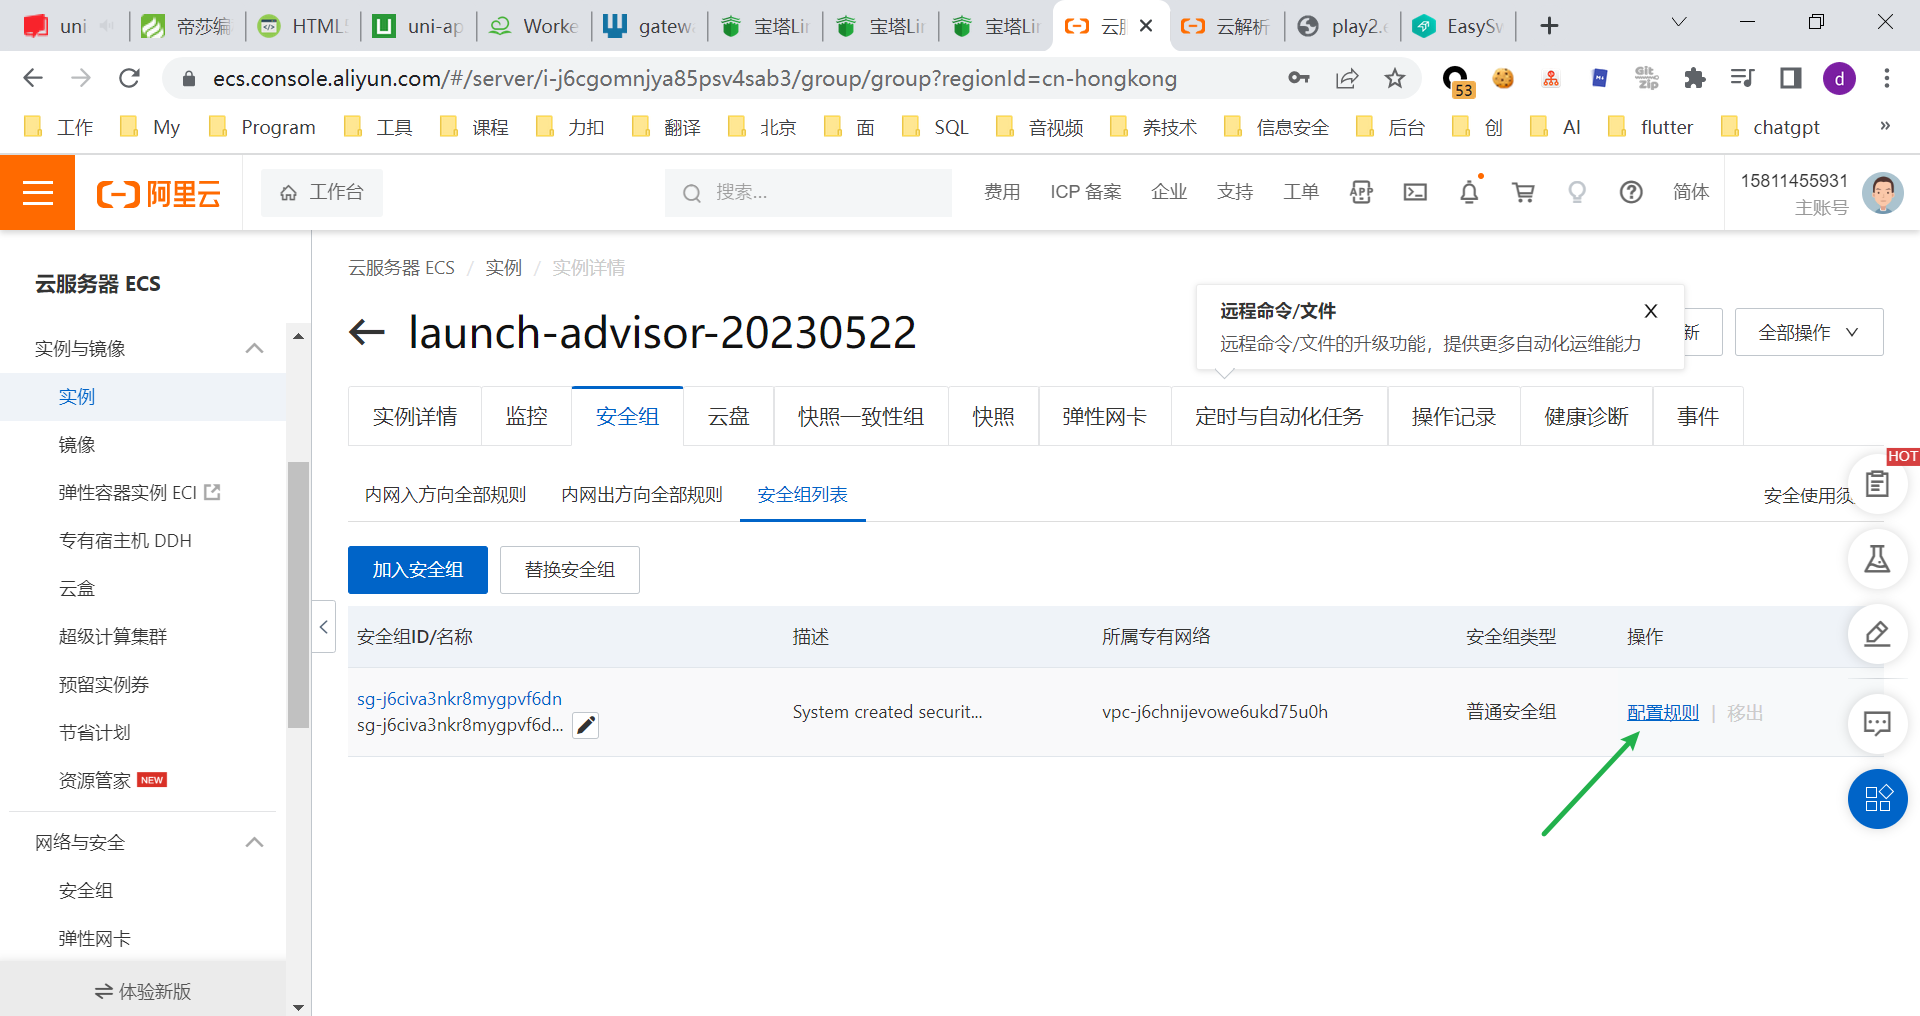 uni
帝莎编
HTML5
uni-ap
Worke
gatew
宝塔Lin
宝塔Lin
宝塔Lin
云服
云解析
play2.
EasySw
ecs.console.aliyun.com/#/server/i-j6cgomnjya85psv4sab3/group/group?regionId=cn-hongkong
53
Git Zip
d
工作
My
Program
工具
课程
力扣
翻译
北京
面
SQL
音视频
养技术
信息安全
后台
创
AI
flutter
chatgpt
»
阿里云
工作台
搜索...
费用
ICP 备案
企业
支持
工单
APP
简体
15811455931
主账号
云服务器 ECS
实例与镜像
实例
镜像
弹性容器实例 ECI
专有宿主机 DDH
云盒
超级计算集群
预留实例券
节省计划
资源管家 NEW
网络与安全
安全组
弹性网卡
体验新版
云服务器 ECS / 实例 / 实例详情
launch-advisor-20230522
远程命令/文件
远程命令/文件的升级功能，提供更多自动化运维能力
新
全部操作
实例详情
监控
安全组
云盘
快照一致性组
快照
弹性网卡
定时与自动化任务
操作记录
健康诊断
事件
HOT
内网入方向全部规则
内网出方向全部规则
安全组列表
安全使用须
加入安全组
替换安全组
安全组ID/名称
描述
所属专有网络
安全组类型
操作
sg-j6civa3nkr8mygpvf6dn
sg-j6civa3nkr8mygpvf6d...
System created securit...
vpc-j6chnijevowe6ukd75u0h
普通安全组
配置规则 | 移出